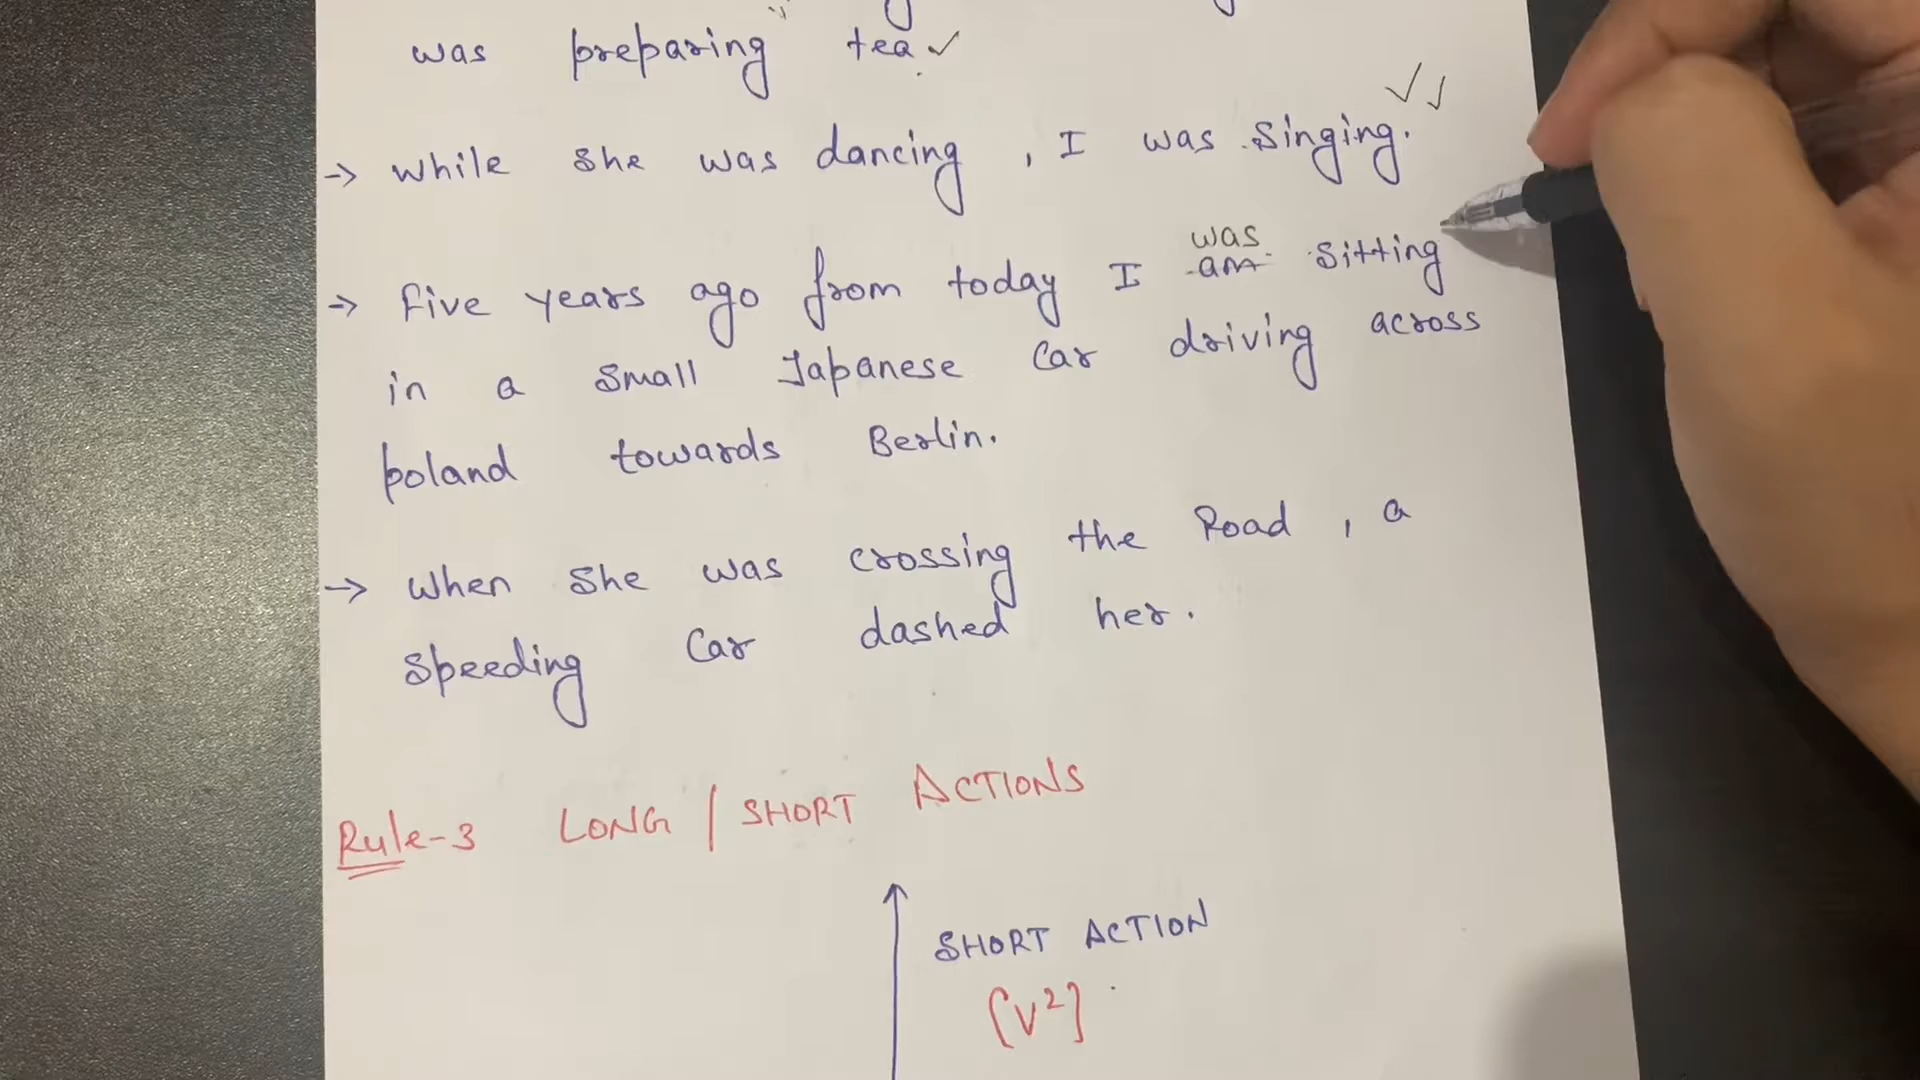 was preparing tea ✓
→ While She was dancing , I was singing. ✓✓
was
→ five years ago from today I am sitting
in a small Japanese Car driving across
poland towards Berlin.
→ When She was crossing the Road , a
speeding Car dashed her.
Rule-3 LONG / SHORT ACTIONS
SHORT ACTION
[V²]